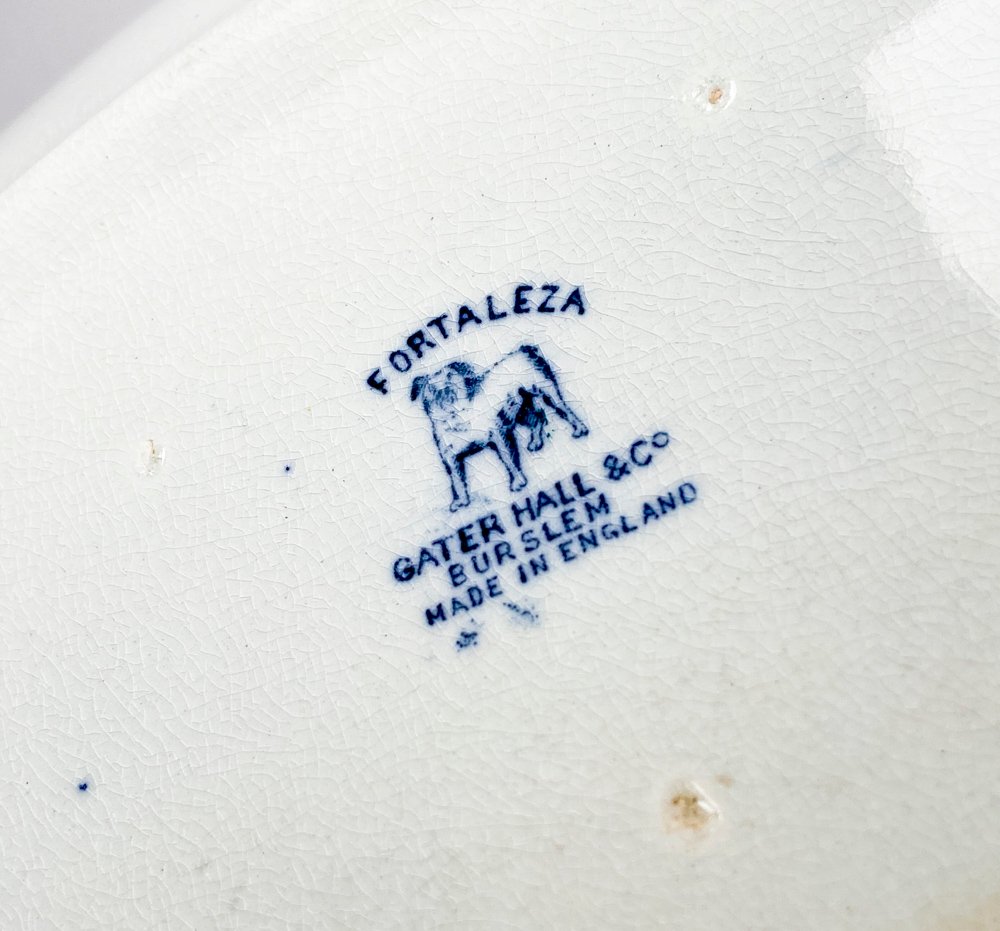 FORTALEZA
GATER HALL & Co
BURSLEM
MADE IN ENGLAND